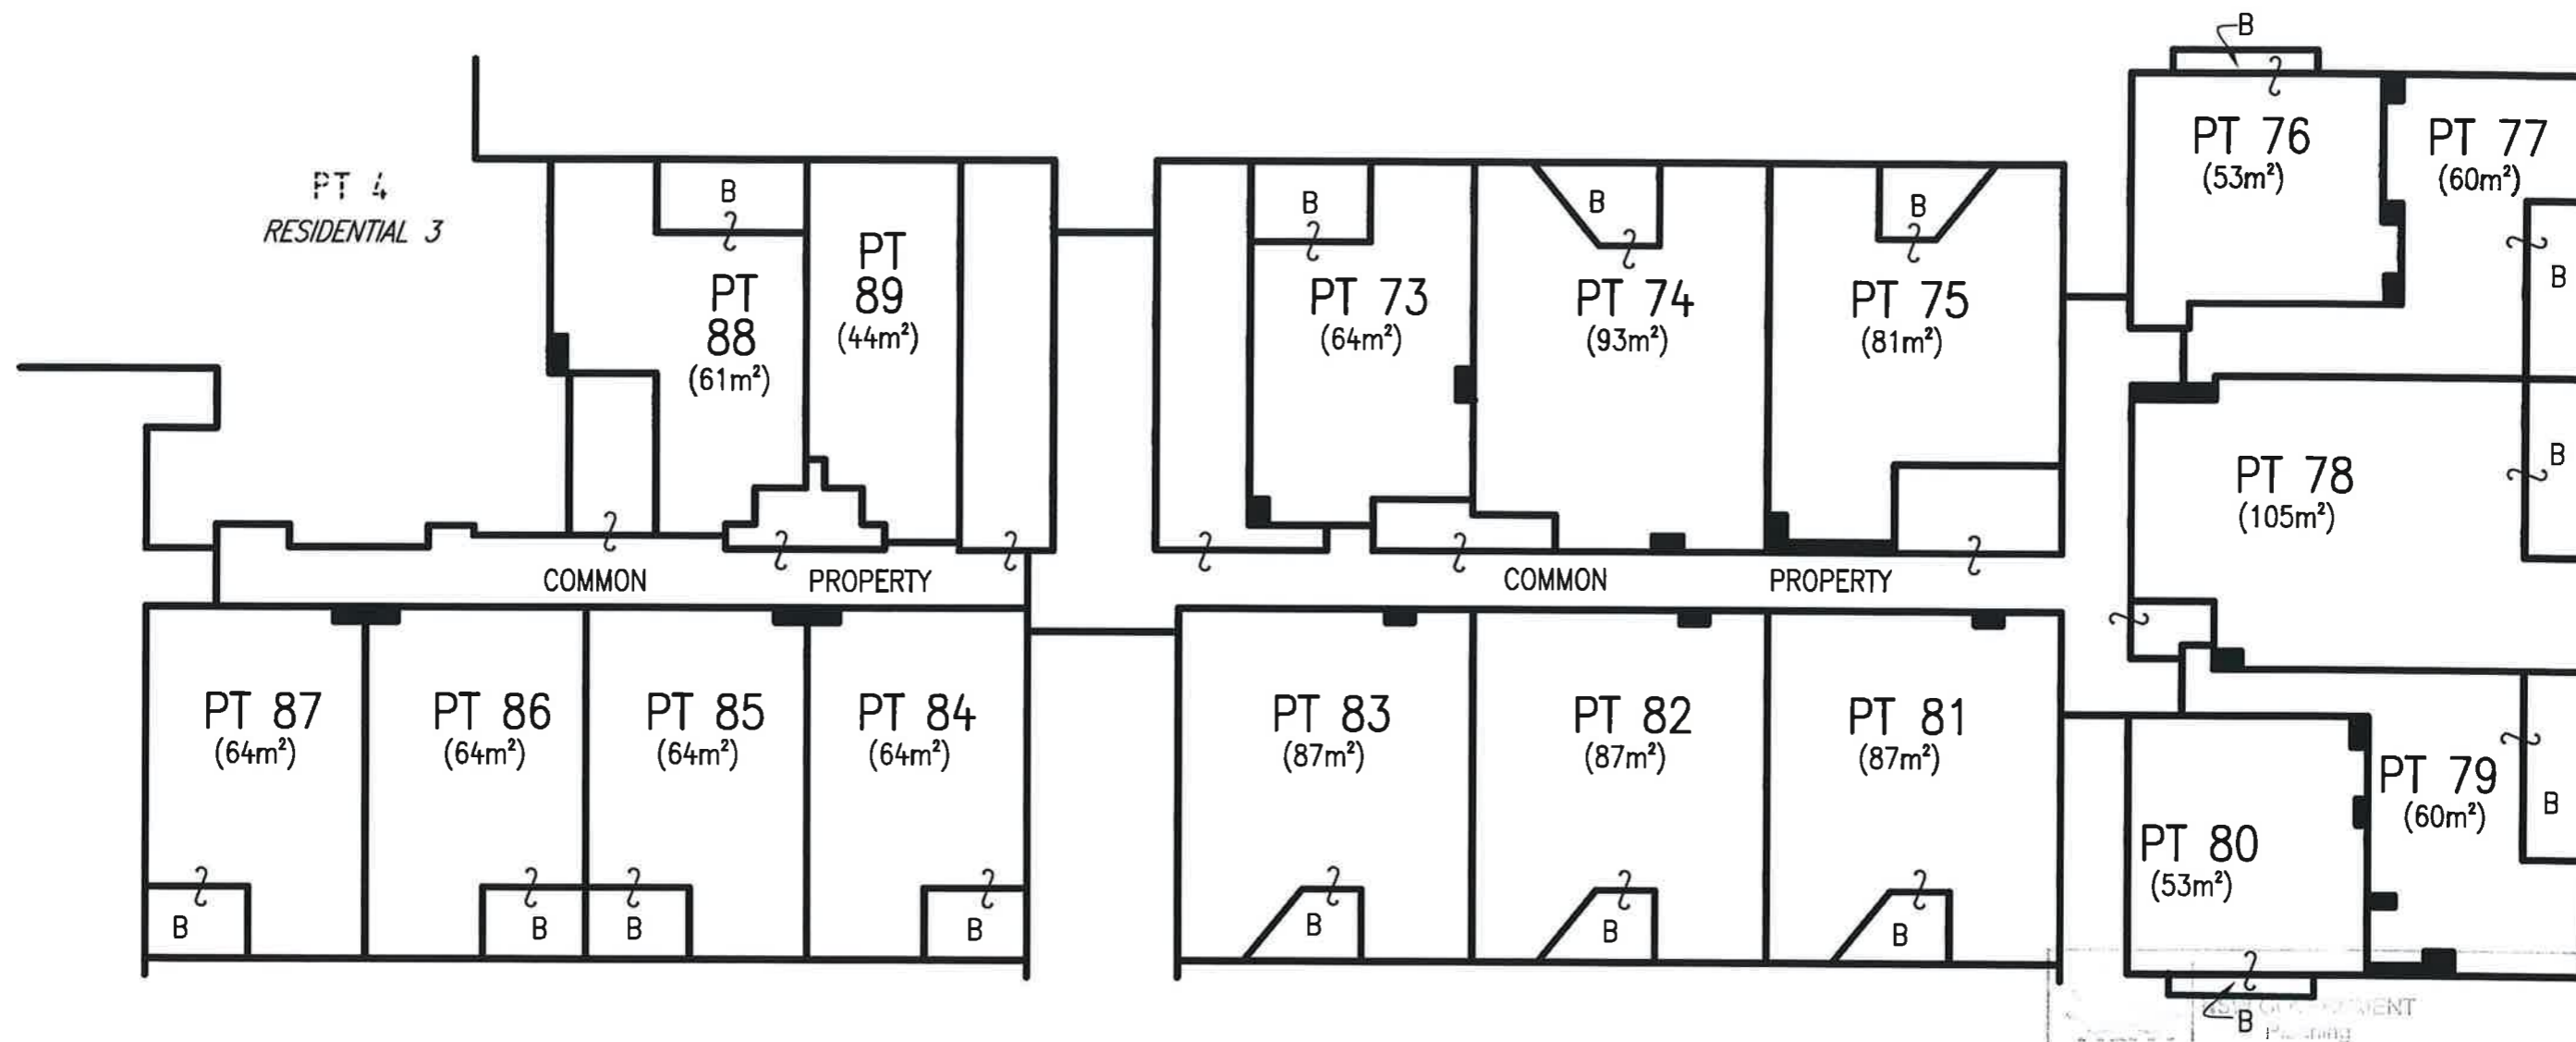 B
PT 76
(53m²)
PT 77
(60m²)
B
PT 4
RESIDENTIAL 3
B
PT
88
(61m²)
PT
89
(44m²)
B
PT 73
(64m²)
B
PT 74
(93m²)
B
PT 75
(81m²)
PT 78
(105m²)
B
COMMON PROPERTY
COMMON PROPERTY
PT 87
(64m²)
B
PT 86
(64m²)
B
PT 85
(64m²)
B
PT 84
(64m²)
B
PT 83
(87m²)
B
PT 82
(87m²)
B
PT 81
(87m²)
B
PT 79
(60m²)
B
PT 80
(53m²)
B